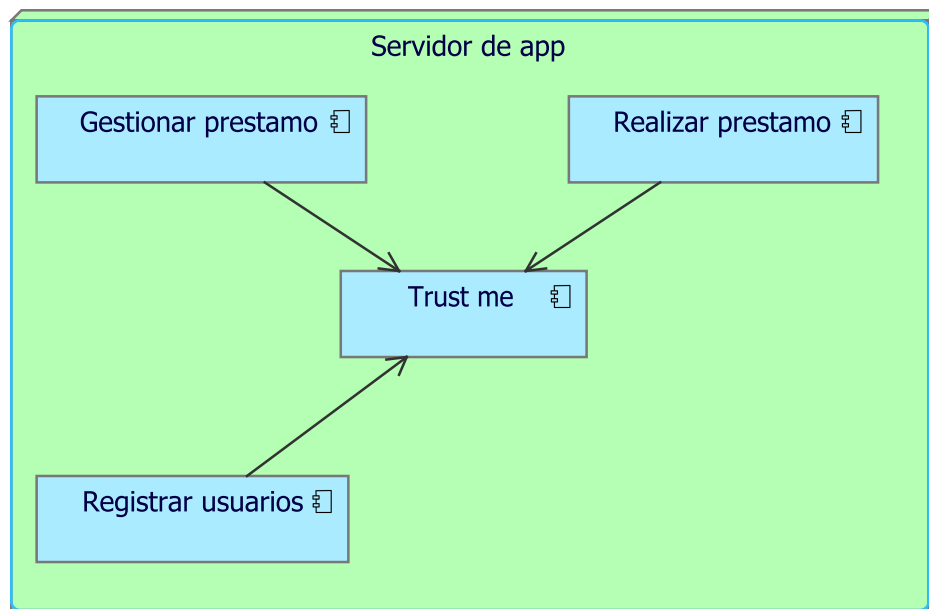 Servidor de app
Gestionar prestamo
Realizar prestamo
Trust me
Registrar usuarios